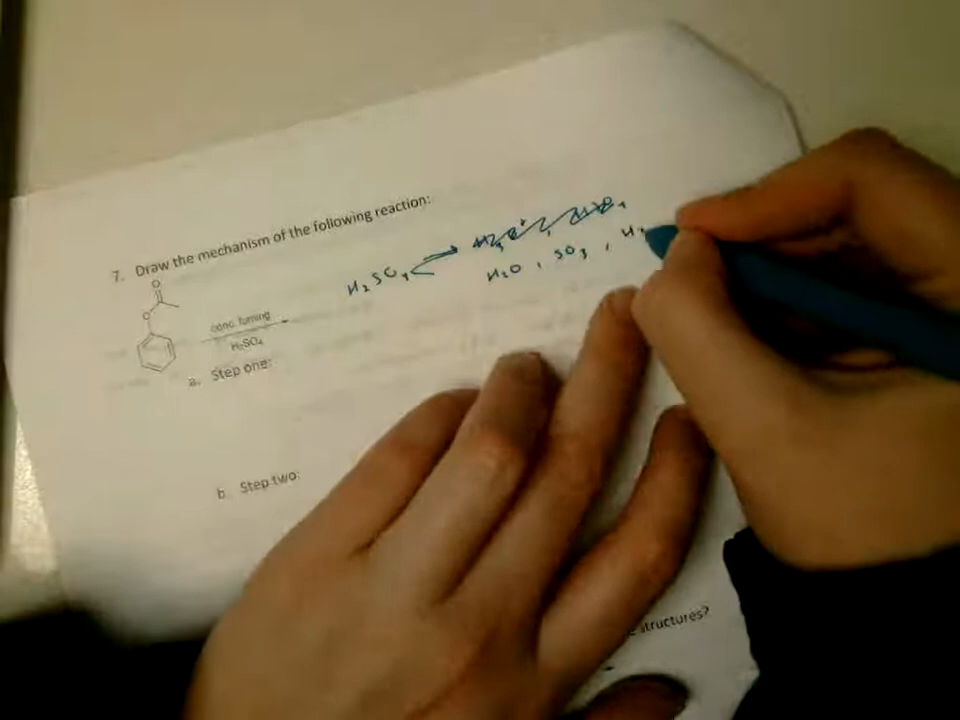 7. Draw the mechanism of the following reaction:
O
O
conc. fuming
H₂SO₄
H₂SO₄
H₂O, SO₃, H
a. Step one:
b. Step two:
structures?